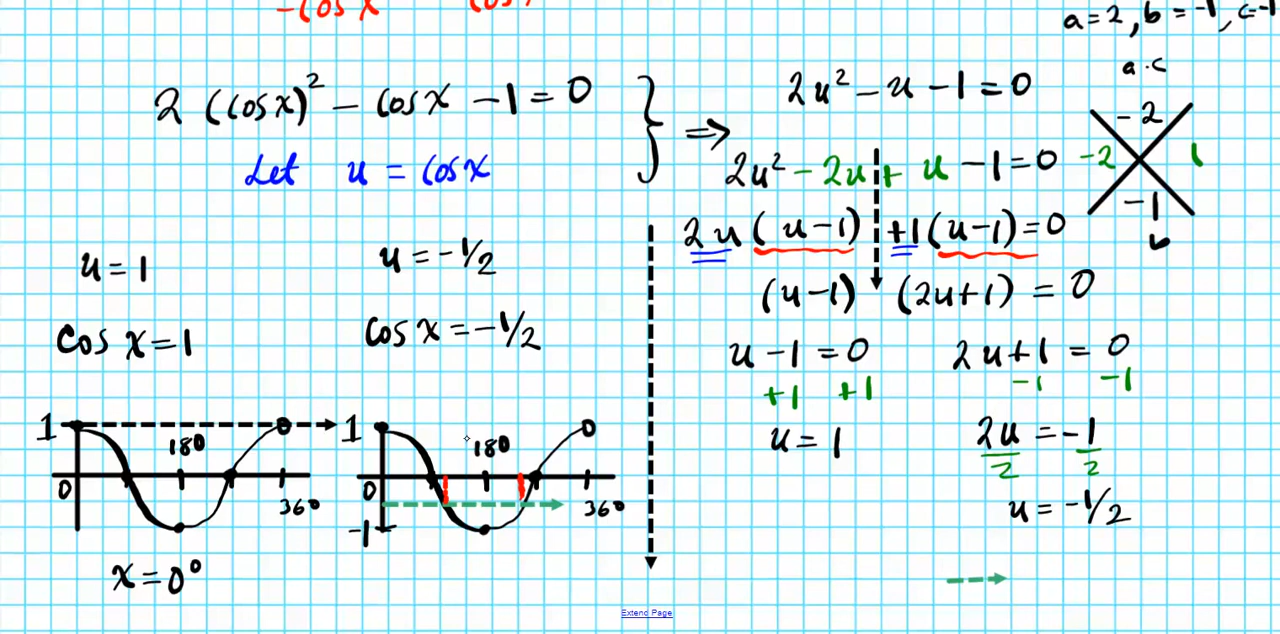 -cos x
a=2, b=-1, c=-1
a·c
2 (cos x)² - cos x - 1 = 0
Let u = cos x
⇒
2u² - u - 1 = 0
-2
-2 1
-1
b
2u² - 2u + u - 1 = 0
2u (u-1) +1 (u-1) = 0
(u-1) (2u+1) = 0
u - 1 = 0
+1 +1
u = 1
2u + 1 = 0
-1 -1
2u = -1
2 2
u = -1/2
u = 1
cos x = 1
1
180
0
360
x = 0°
u = -1/2
cos x = -1/2
1
180
0
360
-1
Extend Page